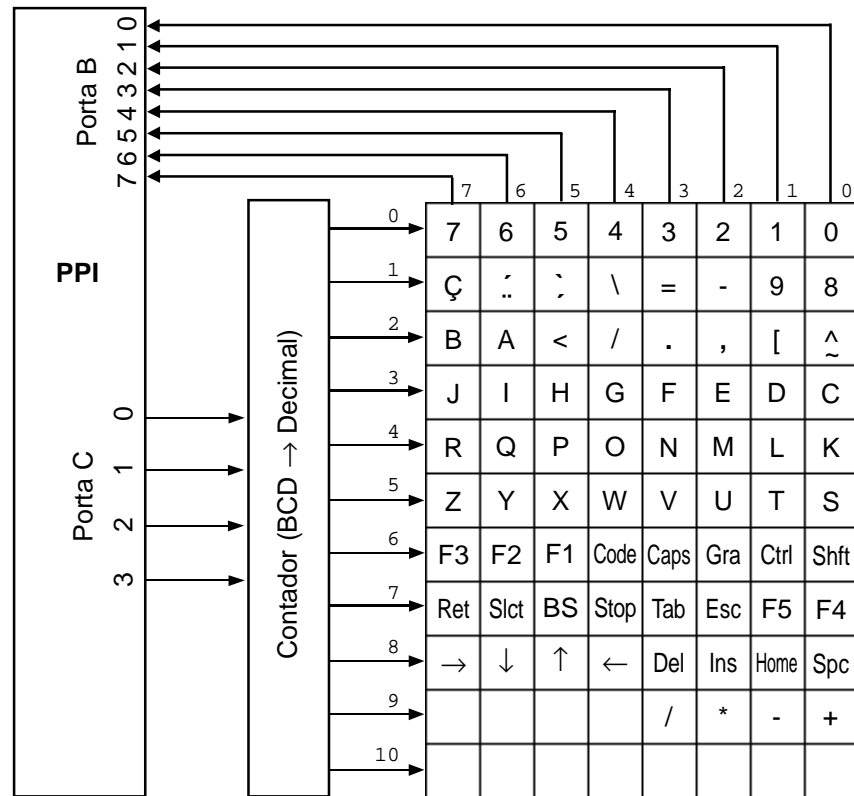 Porta B
0
1
2
3
4
5
6
7
7 6 5 4 3 2 1 0
PPI
Porta C
0
1
2
3
Contador (BCD → Decimal)
0 7 6 5 4 3 2 1 0
1 Ç ´ ¨ ` ´ \ = - 9 8
2 B A < / . , [ ^ ~
3 J I H G F E D C
4 R Q P O N M L K
5 Z Y X W V U T S
6 F3 F2 F1 Code Caps Gra Ctrl Shft
7 Ret Slct BS Stop Tab Esc F5 F4
8 → ↓ ↑ ← Del Ins Home Spc
9 / * - +
10